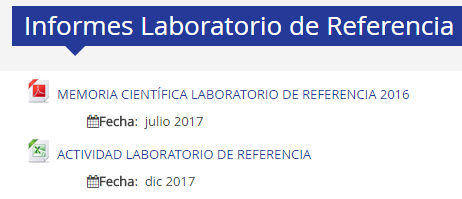 Informes Laboratorio de Referencia
MEMORIA CIENTÍFICA LABORATORIO DE REFERENCIA 2016
Fecha: julio 2017
ACTIVIDAD LABORATORIO DE REFERENCIA
Fecha: dic 2017